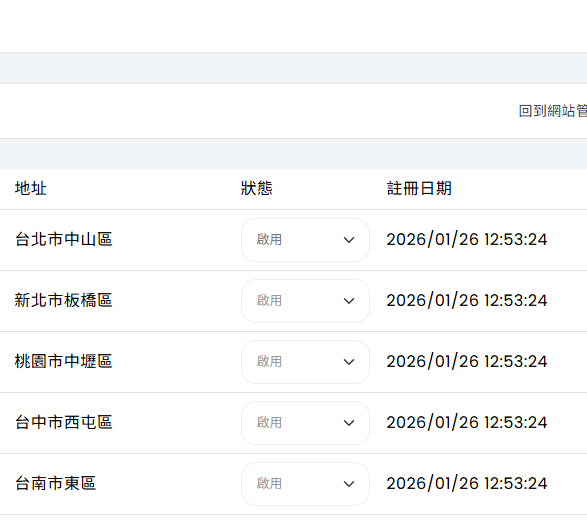 回到網站管
地址 狀態 註冊日期
台北市中山區 啟用 2026/01/26 12:53:24
新北市板橋區 啟用 2026/01/26 12:53:24
桃園市中壢區 啟用 2026/01/26 12:53:24
台中市西屯區 啟用 2026/01/26 12:53:24
台南市東區 啟用 2026/01/26 12:53:24